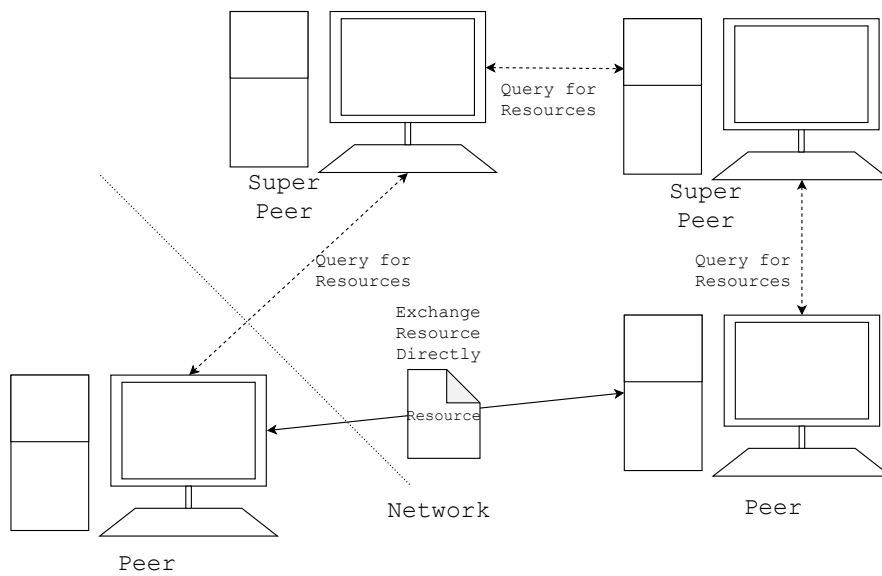 Query for
Resources
Super
Peer
Super
Peer
Query for
Resources
Query for
Resources
Exchange
Resource
Directly
Resource
Network
Peer
Peer